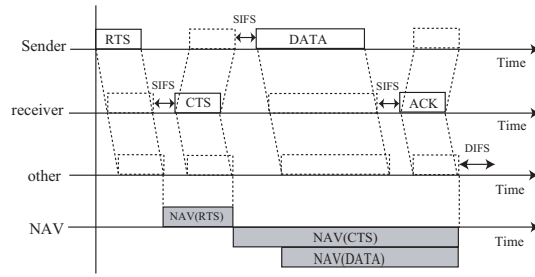 SIFS
Sender RTS DATA
Time
SIFS SIFS
receiver CTS ACK
Time
DIFS
other
Time
NAV NAV(RTS)
Time
NAV(CTS)
NAV(DATA)